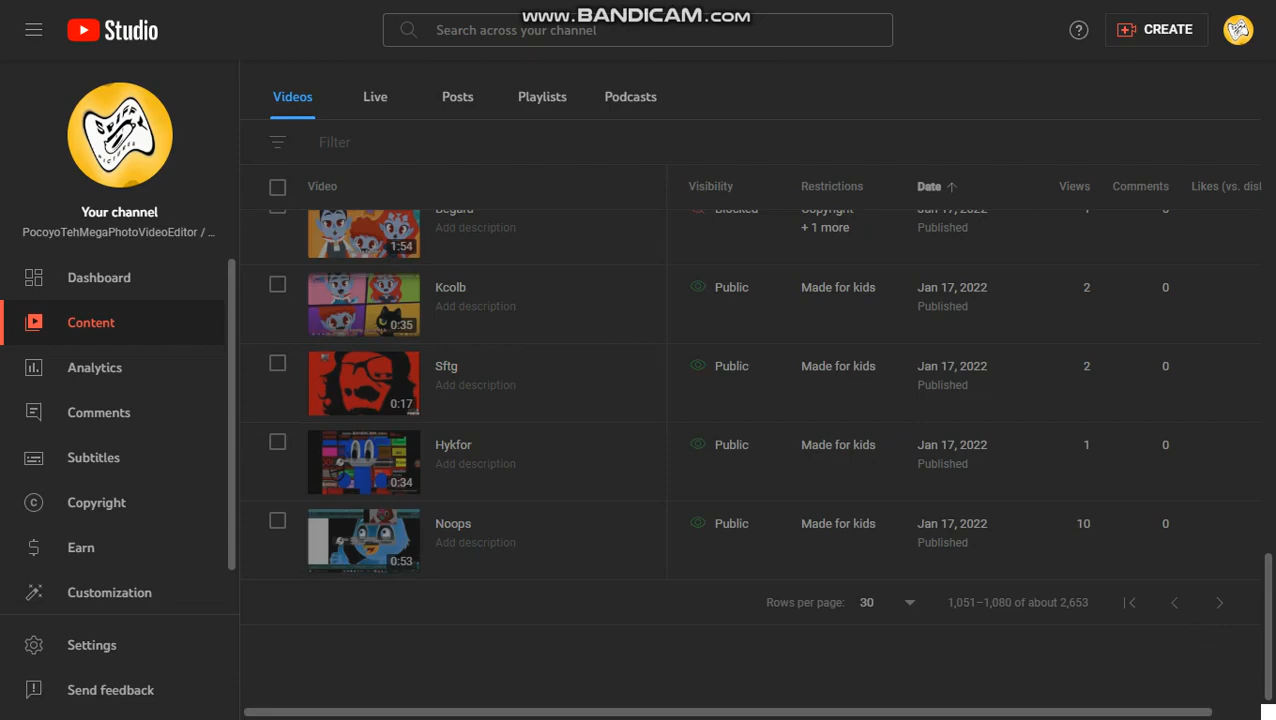 www.BANDICAM.com
Studio
Search across your channel
CREATE
Your channel
PocoyoTehMegaPhotoVideoEditor / ...
Dashboard
Content
Analytics
Comments
Subtitles
Copyright
Earn
Customization
Settings
Send feedback
Videos Live Posts Playlists Podcasts
Filter
Video Visibility Restrictions Date Views Comments Likes (vs. disl
Blocked Copyright Jan 17, 2022
Add description + 1 more Published
1:54
Kcolb Public Made for kids Jan 17, 2022 2 0
Add description Published
0:35
Sftg Public Made for kids Jan 17, 2022 2 0
Add description Published
0:17
Hykfor Public Made for kids Jan 17, 2022 1 0
Add description Published
0:34
Noops Public Made for kids Jan 17, 2022 10 0
Add description Published
0:53
Rows per page: 30 1,051–1,080 of about 2,653